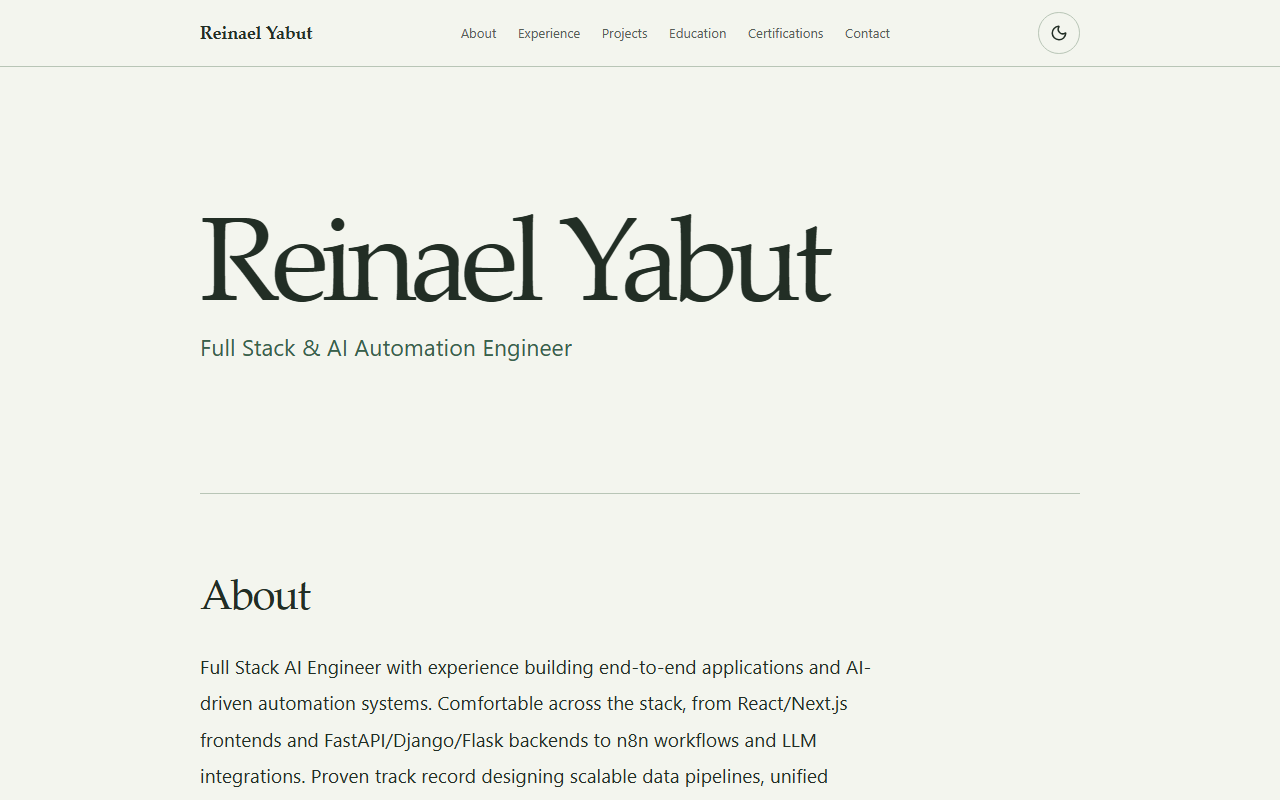 Reinael Yabut
About
Experience
Projects
Education
Certifications
Contact
Reinael Yabut
Full Stack & AI Automation Engineer
About
Full Stack AI Engineer with experience building end-to-end applications and AI-
driven automation systems. Comfortable across the stack, from React/Next.js
frontends and FastAPI/Django/Flask backends to n8n workflows and LLM
integrations. Proven track record designing scalable data pipelines, unified